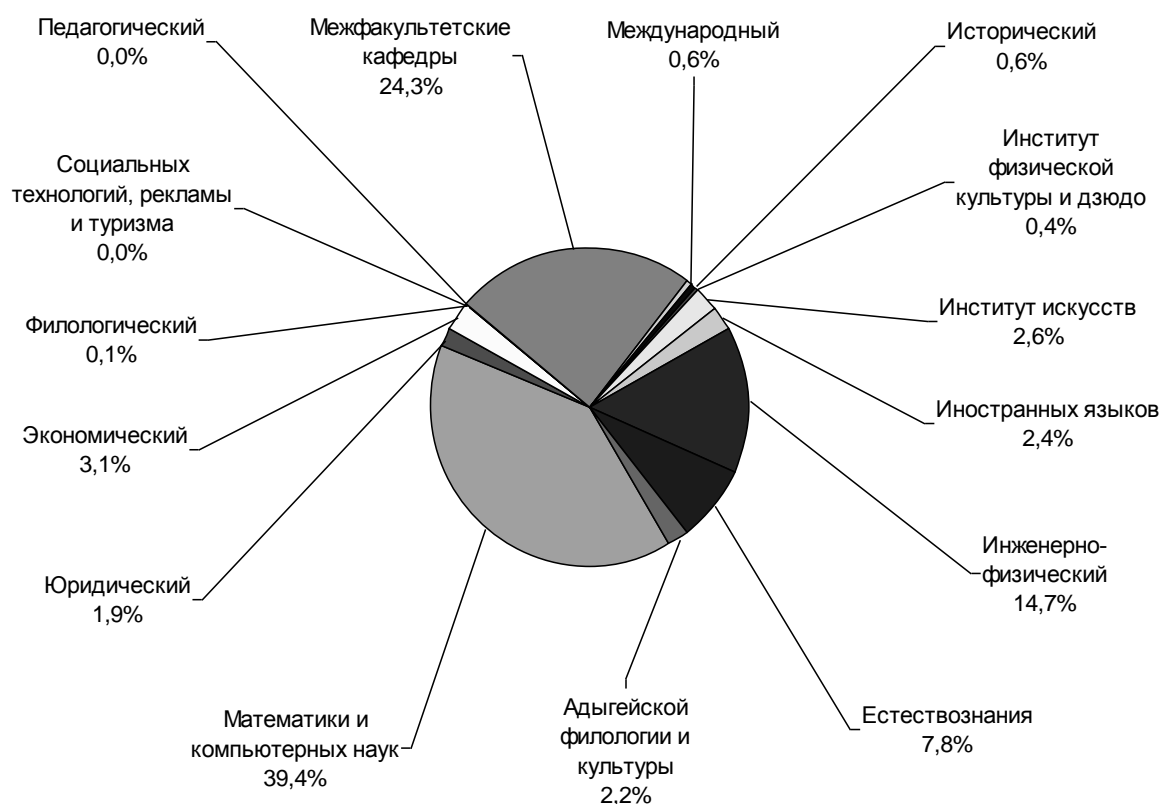 Педагогический
0,0%
Межфакультетские
кафедры
24,3%
Международный
0,6%
Исторический
0,6%
Институт
физической
культуры и дзюдо
0,4%
Социальных
технологий, рекламы
и туризма
0,0%
Институт искусств
2,6%
Филологический
0,1%
Иностранных языков
2,4%
Экономический
3,1%
Инженерно-
физический
14,7%
Юридический
1,9%
Математики и
компьютерных наук
39,4%
Адыгейской
филологии и
культуры
2,2%
Естествознания
7,8%